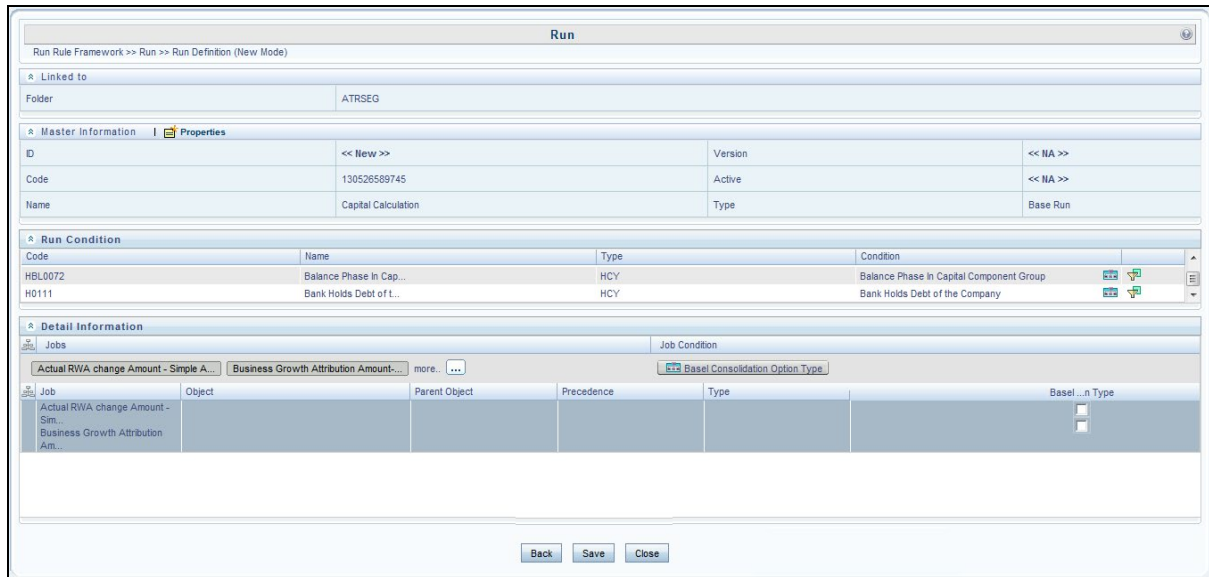 Run
Run Rule Framework >> Run >> Run Definition (New Mode)
Linked to
Folder ATRSEG
Master Information | Properties
ID << New >> Version << NA >>
Code 130526589745 Active << NA >>
Name Capital Calculation Type Base Run
Run Condition
Code Name Type Condition
HBL0072 Balance Phase In Cap... HCY Balance Phase In Capital Component Group
H0111 Bank Holds Debt of t... HCY Bank Holds Debt of the Company
Detail Information
Jobs Job Condition
Actual RWA change Amount - Simple A... Business Growth Attribution Amount-... more.. ... Basel Consolidation Option Type
Job Object Parent Object Precedence Type Basel ...n Type
Actual RWA change Amount -
Sim...
Business Growth Attribution
Am...
Back Save Close